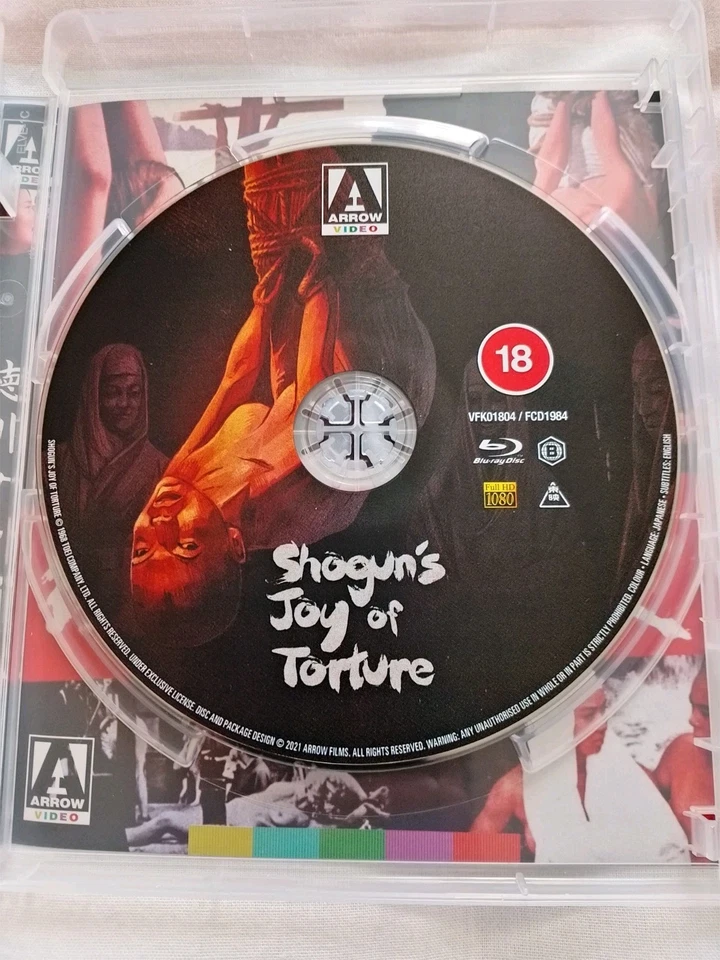 ARROW
VIDEO
18
VFK01804 / FCD1984
Blu-ray Disc
B
Full HD
1080
Shogun's
Joy of
Torture
SHOGUN'S JOY OF TORTURE © 1968 TOEI COMPANY, LTD. ALL RIGHTS RESERVED. UNDER EXCLUSIVE LICENSE. DISC AND PACKAGE DESIGN © 2021 ARROW FILMS. ALL RIGHTS RESERVED. WARNING: ANY UNAUTHORISED USE IN WHOLE OR IN PART IS STRICTLY PROHIBITED. COLOUR • LANGUAGE: JAPANESE • SUBTITLES: ENGLISH
ARROW
VIDEO